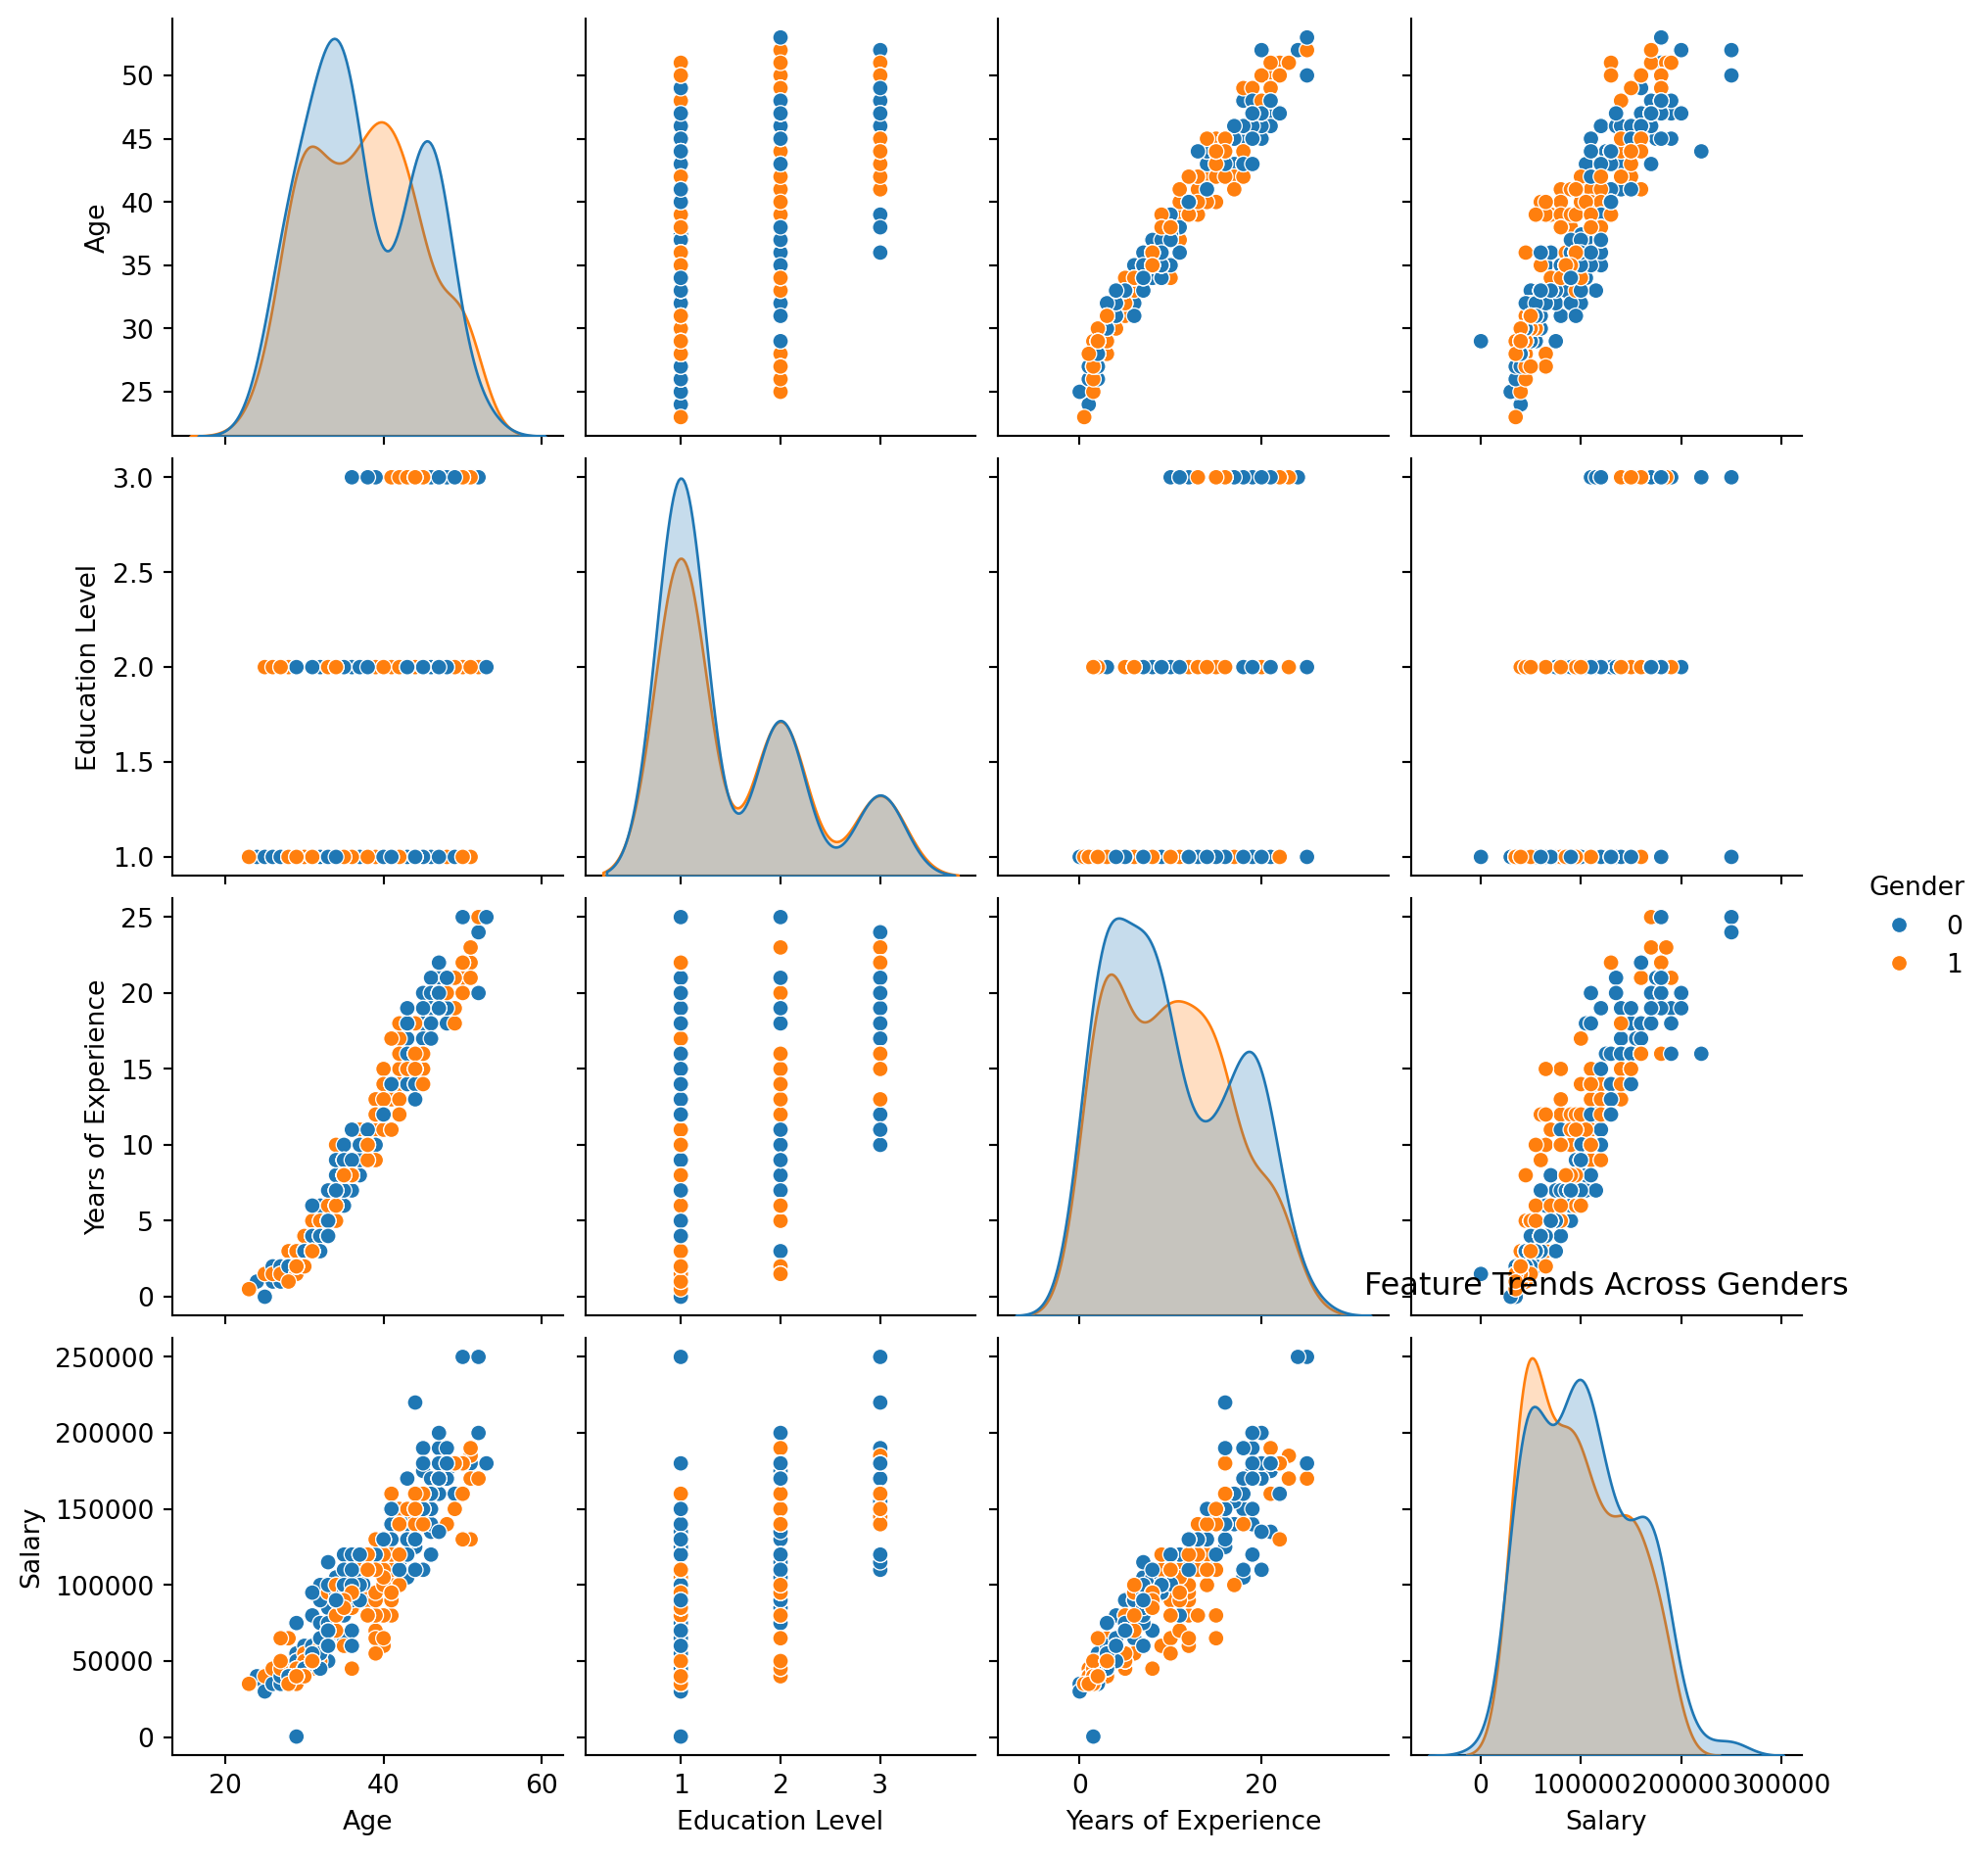 50
45
40
35
30
25
Age
3.0
2.5
2.0
1.5
1.0
Education Level
Gender
0
1
25
20
15
10
5
0
Years of Experience
Feature Trends Across Genders
250000
200000
150000
100000
50000
0
Salary
20 40 60
1 2 3
0 20
0 100000 200000 300000
Age
Education Level
Years of Experience
Salary